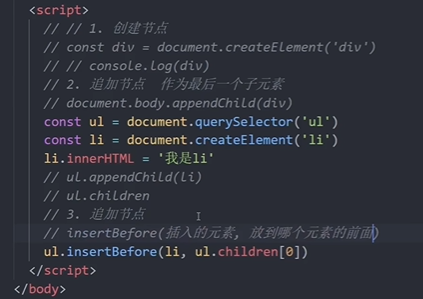 <script>
// // 1. 创建节点
// const div = document.createElement('div')
// // console.log(div)
// 2. 追加节点 作为最后一个子元素
// document.body.appendChild(div)
const ul = document.querySelector('ul')
const li = document.createElement('li')
li.innerHTML = '我是li'
// ul.appendChild(li)
// ul.children
// 3. 追加节点
// insertBefore(插入的元素, 放到哪个元素的前面)
ul.insertBefore(li, ul.children[0])
</script>
</body>